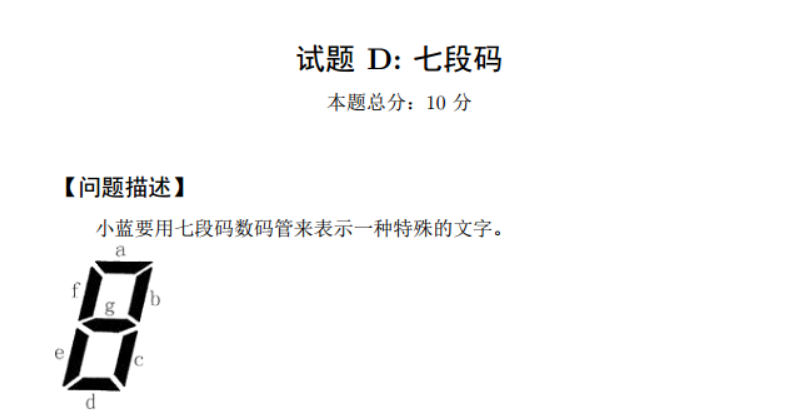 试题 D: 七段码
本题总分：10 分
【问题描述】
小蓝要用七段码数码管来表示一种特殊的文字。
a
f
b
g
e
c
d